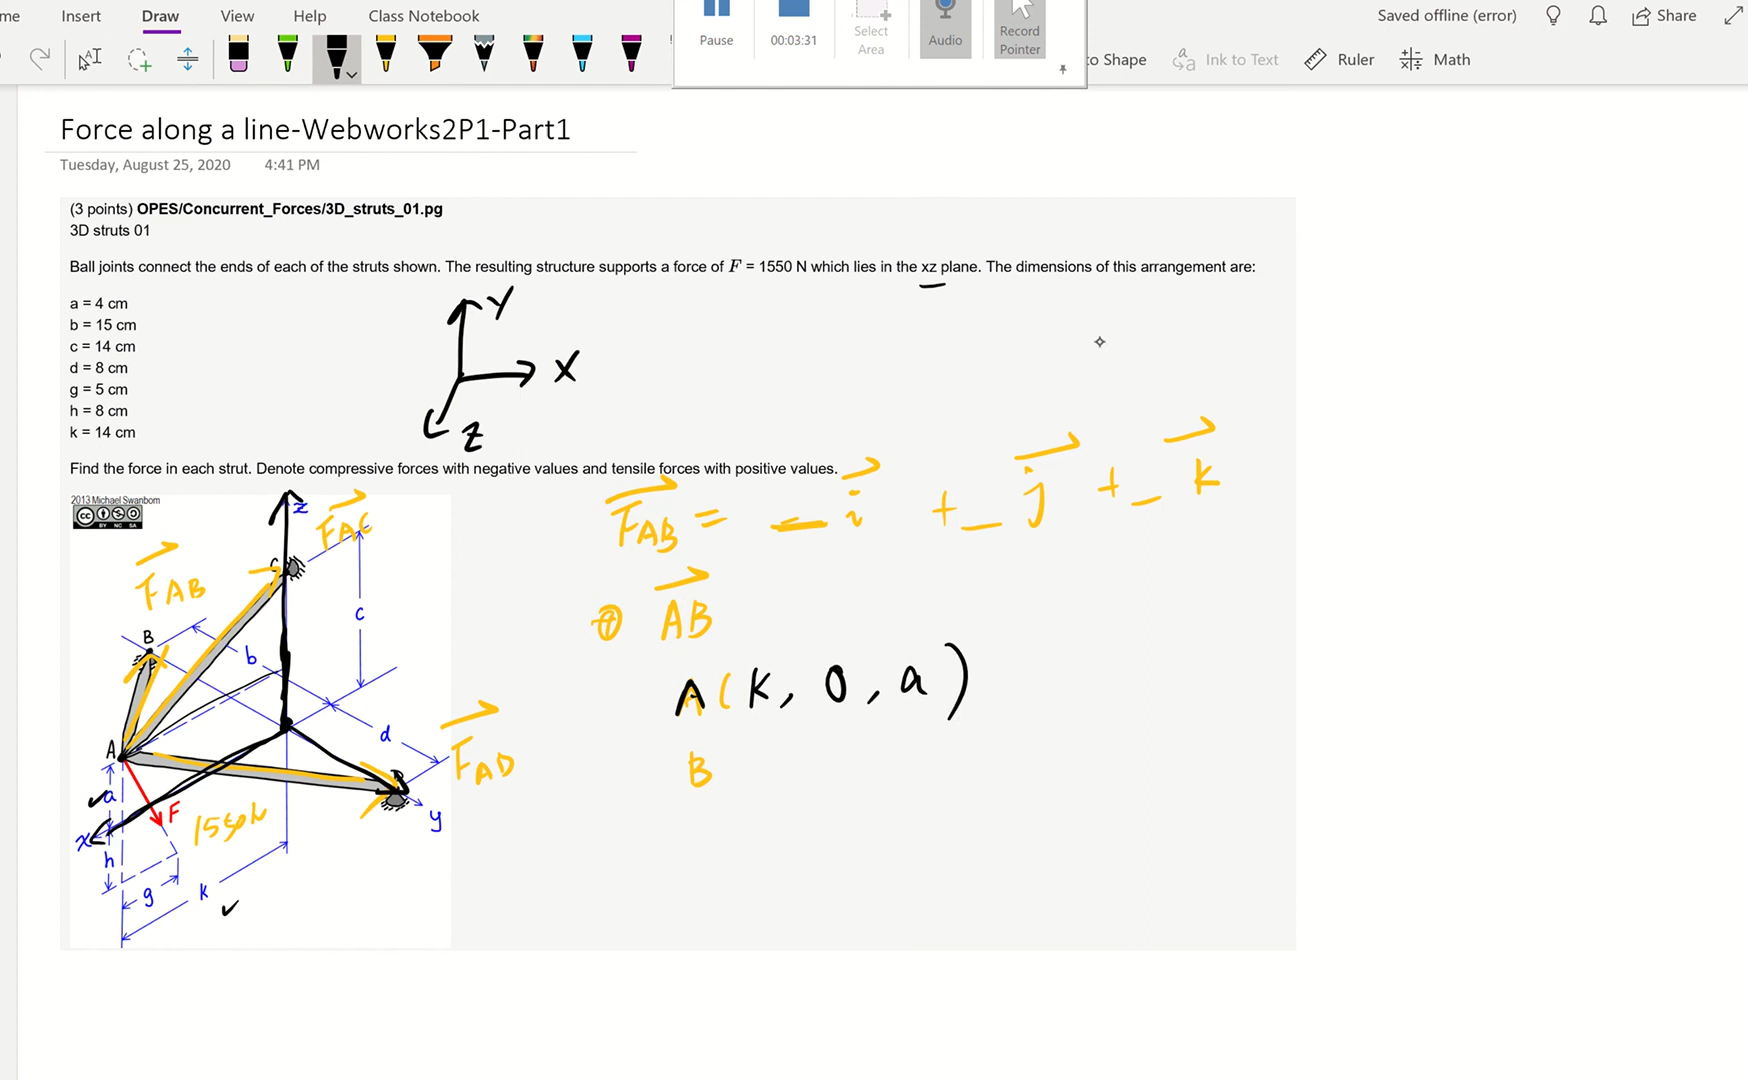 me Insert Draw View Help Class Notebook
Pause 00:03:31 Select Area Audio Record Pointer
Saved offline (error) Share
to Shape Ink to Text Ruler Math
Force along a line-Webworks2P1-Part1
Tuesday, August 25, 2020 4:41 PM
(3 points) OPES/Concurrent_Forces/3D_struts_01.pg
3D struts 01
Ball joints connect the ends of each of the struts shown. The resulting structure supports a force of F = 1550 N which lies in the xz plane. The dimensions of this arrangement are:
a = 4 cm
b = 15 cm
c = 14 cm
d = 8 cm
g = 5 cm
h = 8 cm
k = 14 cm
Y
X
Z
Find the force in each strut. Denote compressive forces with negative values and tensile forces with positive values.
2013 Michael Swanbom
CC BY NC SA
z
FAC
FAB
C
c
B
b
d
A
FAD
D
a
F
1550N
y
x
h
k
g
FAB = _ i + _ j + _ k
AB
A(k, 0, a)
B